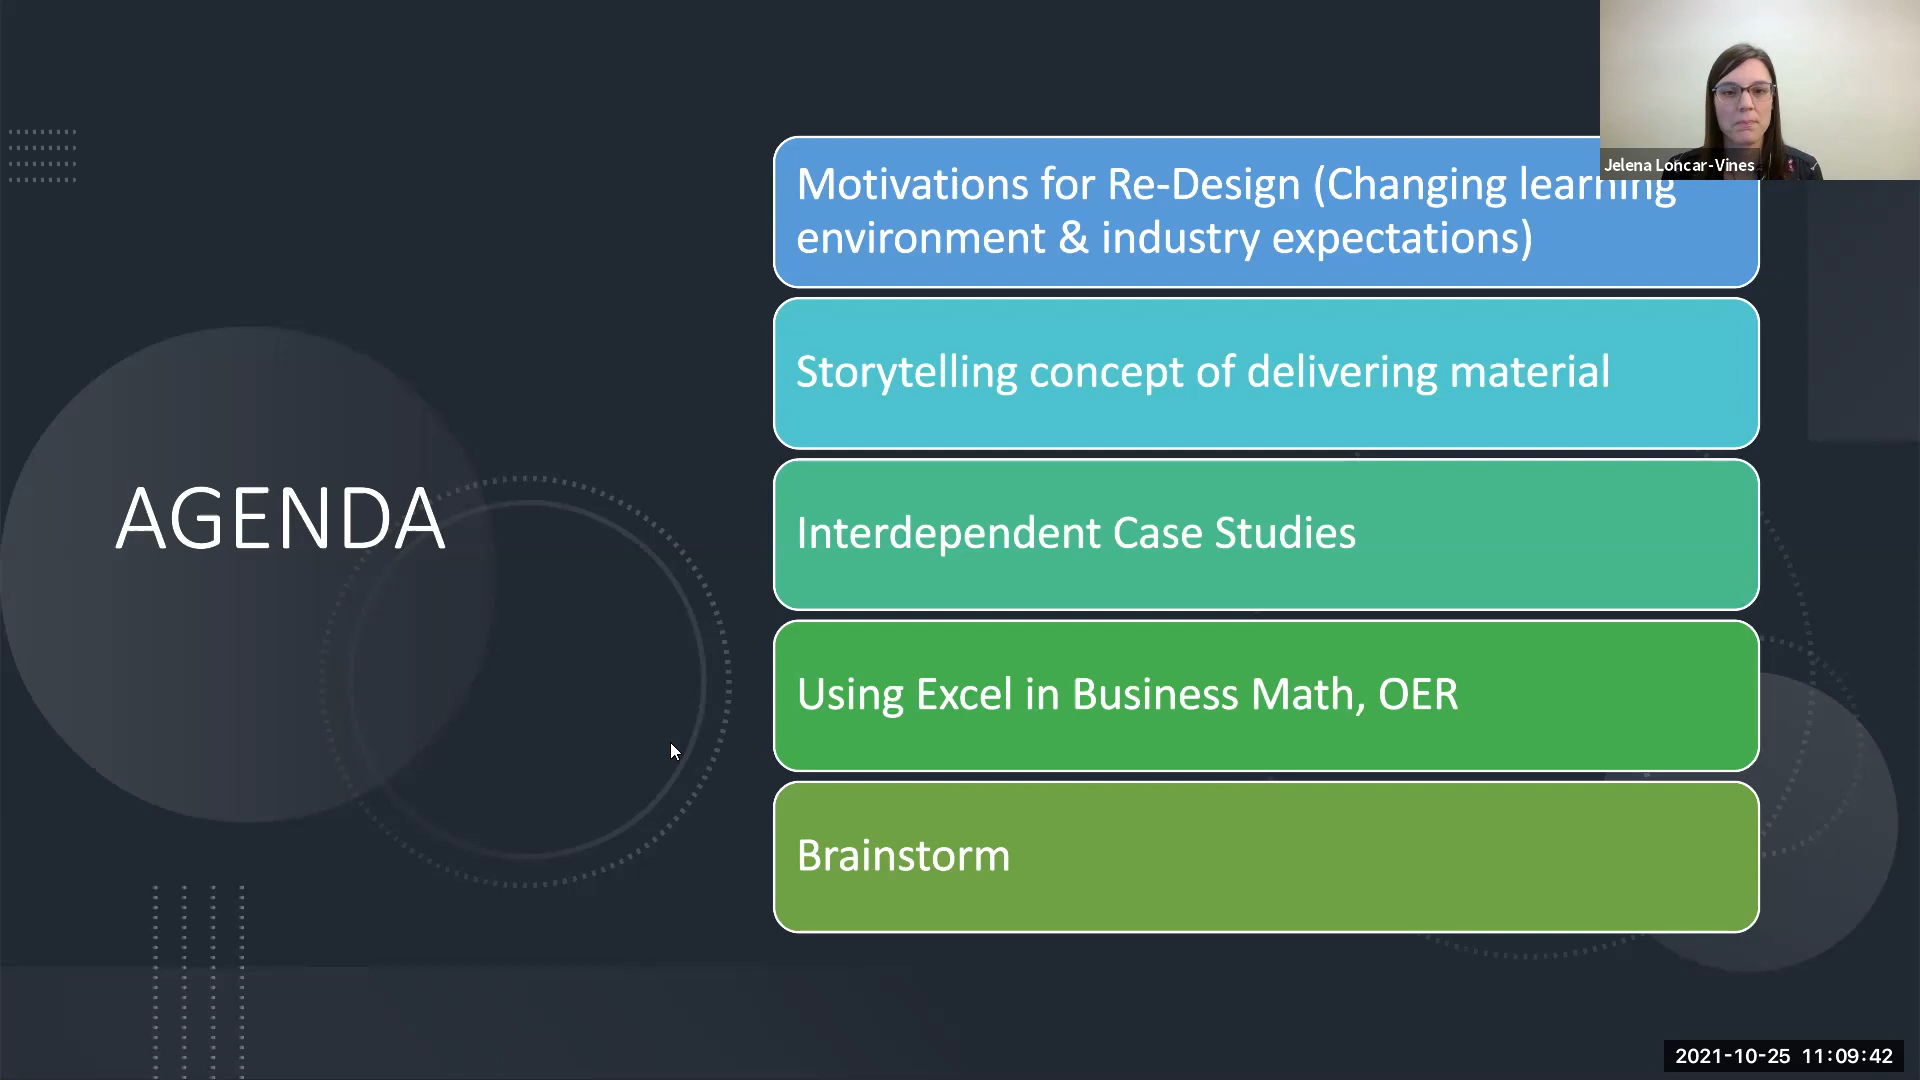 Jelena Loncar-Vines
Motivations for Re-Design (Changing learning
environment & industry expectations)
Storytelling concept of delivering material
AGENDA
Interdependent Case Studies
Using Excel in Business Math, OER
Brainstorm
2021-10-25 11:09:42